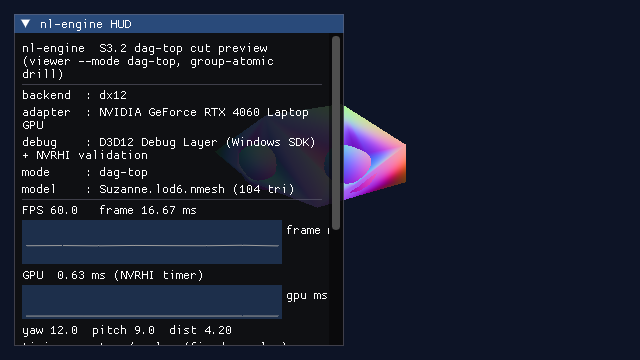 nl-engine HUD
nl-engine  S3.2 dag-top cut preview
(viewer --mode dag-top, group-atomic
drill)
backend  : dx12
adapter  : NVIDIA GeForce RTX 4060 Laptop
GPU
debug    : D3D12 Debug Layer (Windows SDK)
+ NVRHI validation
mode     : dag-top
model    : Suzanne.lod6.nmesh (104 tri)
FPS 60.0   frame 16.67 ms
frame
GPU  0.63 ms (NVRHI timer)
gpu ms
yaw 12.0  pitch 9.0  dist 4.20